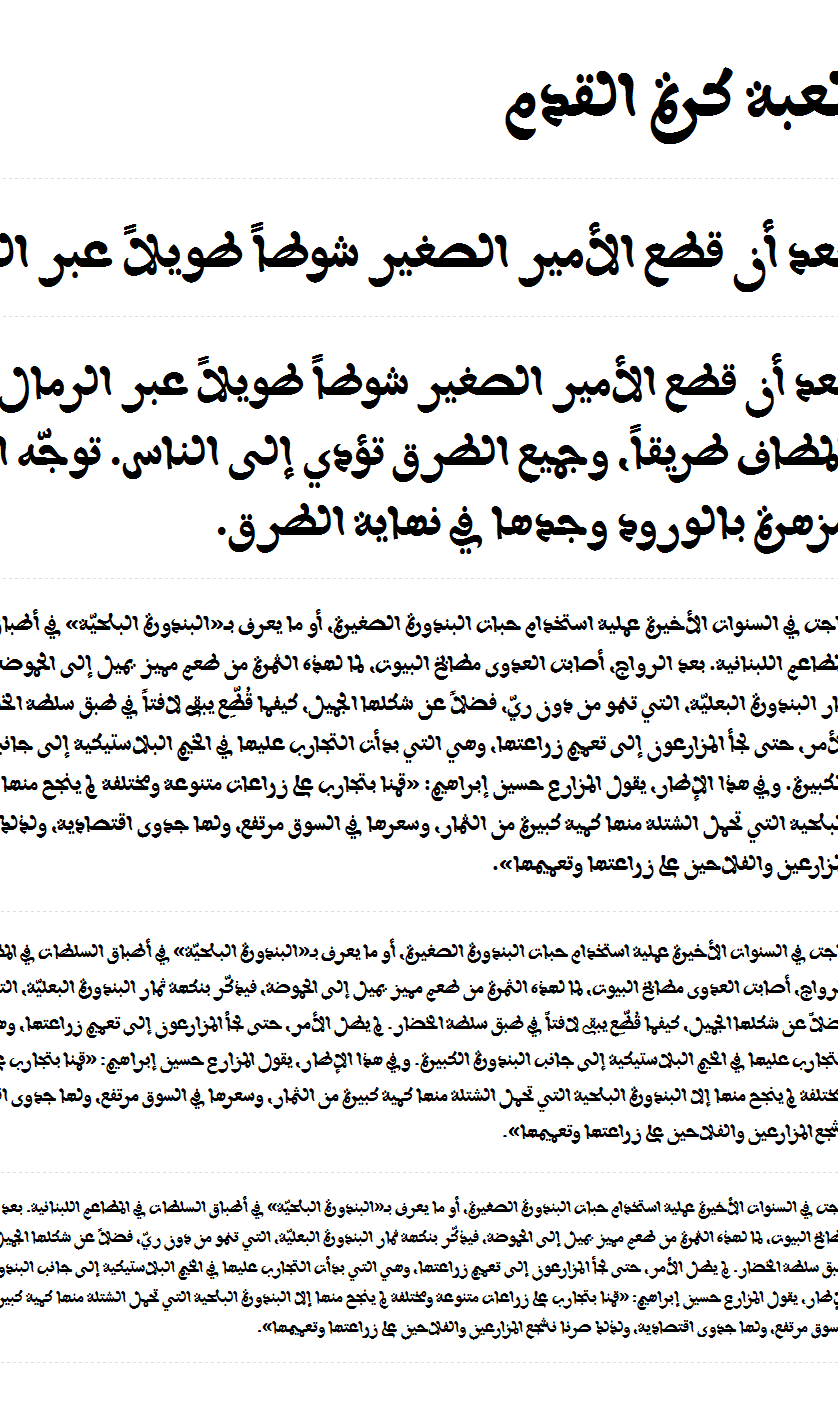 لعبة كرة القدم
بعد أن قطع الأمير الصغير شوطاً طويلاً عبر الر
بعد أن قطع الأمير الصغير شوطاً طويلاً عبر الرمال
المطاف طريقاً، وجميع الطرق تؤدي إلى الناس. توجّه ا
مزهرة بالورود وجدها في نهاية الطرق.
راجت في السنوات الأخيرة عملية استخدام حبات البندورة الصغيرة، أو ما يعرف بـ«البندورة البلحيّة» في أطباق
المطاعم اللبنانية. بعد الرواج، أصابت العدوى مطابخ البيوت، لما لهذه الثمرة من طعم مميز يميل إلى الحموضة
ثمار البندورة البعليّة، التي تنمو من دون ريّ، فضلاً عن شكلها الجميل، كيفما قُطّع يبقى لافتاً في طبق سلطة الخضار
الأمر، حتى لجأ المزارعون إلى تعميم زراعتها، وهي التي بدأت التجارب عليها في الخيم البلاستيكية إلى جانب
الكبيرة. وفي هذا الإطار، يقول المزارع حسين إبراهيم: «قمنا بتجارب على زراعات متنوعة ومختلفة لم ينجح منها
البلحية التي تحمل الشتلة منها كمية كبيرة من الثمار، وسعرها في السوق مرتفع، ولها جدوى اقتصادية، ولذلك
المزارعين والفلاحين على زراعتها وتعميمها».
راجت في السنوات الأخيرة عملية استخدام حبات البندورة الصغيرة، أو ما يعرف بـ«البندورة البلحيّة» في أطباق السلطات في المط
الرواج، أصابت العدوى مطابخ البيوت، لما لهذه الثمرة من طعم مميز يميل إلى الحموضة، فيذكّر بنكهة ثمار البندورة البعليّة، الت
فضلاً عن شكلها الجميل، كيفما قُطّع يبقى لافتاً في طبق سلطة الخضار. لم يطل الأمر، حتى لجأ المزارعون إلى تعميم زراعتها، وه
التجارب عليها في الخيم البلاستيكية إلى جانب البندورة الكبيرة. وفي هذا الإطار، يقول المزارع حسين إبراهيم: «قمنا بتجارب ع
ومختلفة لم ينجح منها إلا البندورة البلحية التي تحمل الشتلة منها كمية كبيرة من الثمار، وسعرها في السوق مرتفع، ولها جدوى اق
نشجع المزارعين والفلاحين على زراعتها وتعميمها».
راجت في السنوات الأخيرة عملية استخدام حبات البندورة الصغيرة، أو ما يعرف بـ«البندورة البلحيّة» في أطباق السلطات في المطاعم اللبنانية. بعد
مطابخ البيوت، لما لهذه الثمرة من طعم مميز يميل إلى الحموضة، فيذكّر بنكهة ثمار البندورة البعليّة، التي تنمو من دون ريّ، فضلاً عن شكلها الجميل
طبق سلطة الخضار. لم يطل الأمر، حتى لجأ المزارعون إلى تعميم زراعتها، وهي التي بدأت التجارب عليها في الخيم البلاستيكية إلى جانب البندو
الإطار، يقول المزارع حسين إبراهيم: «قمنا بتجارب على زراعات متنوعة ومختلفة لم ينجح منها إلا البندورة البلحية التي تحمل الشتلة منها كمية كبير
السوق مرتفع، ولها جدوى اقتصادية، ولذلك صرنا نشجع المزارعين والفلاحين على زراعتها وتعميمها».